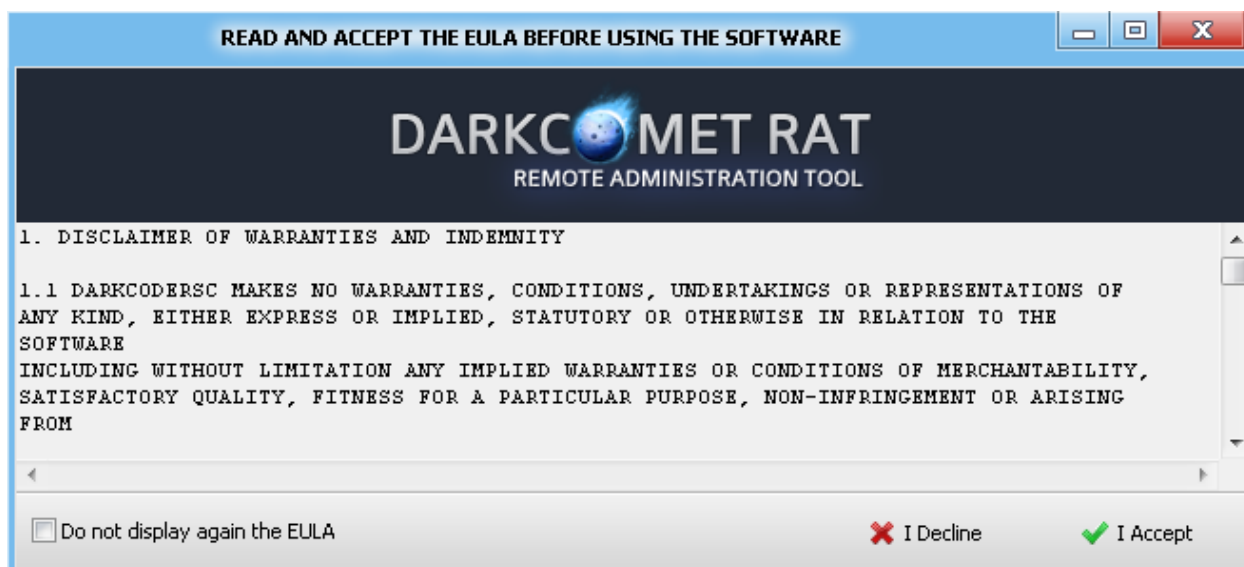 READ AND ACCEPT THE EULA BEFORE USING THE SOFTWARE
DARKCOMET RAT
REMOTE ADMINISTRATION TOOL
1. DISCLAIMER OF WARRANTIES AND INDEMNITY
1.1 DARKCODERSC MAKES NO WARRANTIES, CONDITIONS, UNDERTAKINGS OR REPRESENTATIONS OF
ANY KIND, EITHER EXPRESS OR IMPLIED, STATUTORY OR OTHERWISE IN RELATION TO THE
SOFTWARE
INCLUDING WITHOUT LIMITATION ANY IMPLIED WARRANTIES OR CONDITIONS OF MERCHANTABILITY,
SATISFACTORY QUALITY, FITNESS FOR A PARTICULAR PURPOSE, NON-INFRINGEMENT OR ARISING
FROM
Do not display again the EULA
I Decline
I Accept